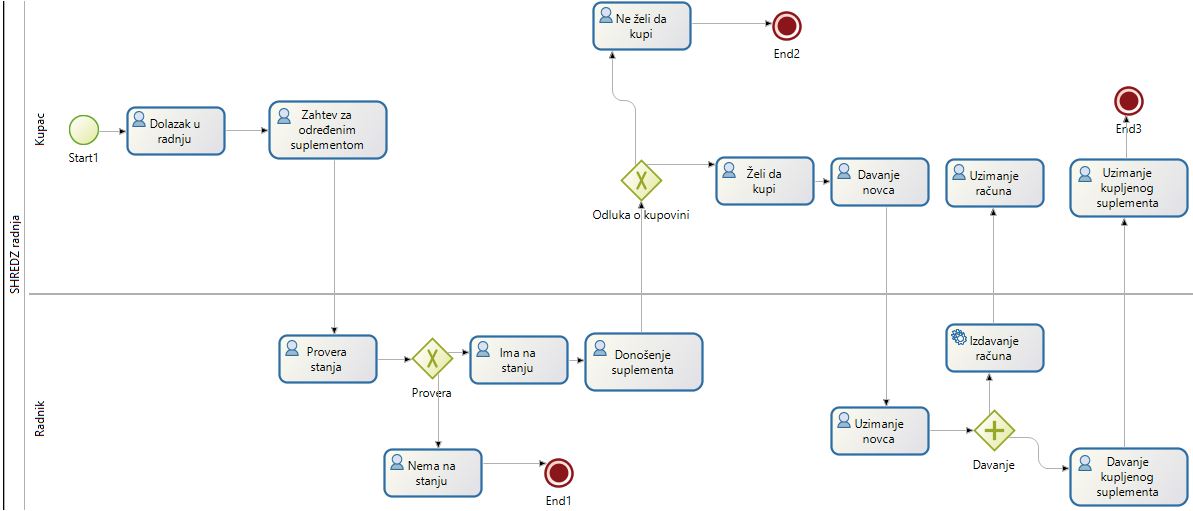 SHREDZ radnja
Kupac
Start1
Dolazak u
radnju
Zahtev za
određenim
suplementom
Ne želi da
kupi
End2
Odluka o kupovini
Želi da
kupi
Davanje
novca
Uzimanje
računa
Uzimanje
kupljenog
suplementa
End3
Radnik
Provera
stanja
Provera
Ima na
stanju
Donošenje
suplementa
Nema na
stanju
End1
Uzimanje
novca
Davanje
Izdavanje
računa
Davanje
kupljenog
suplementa